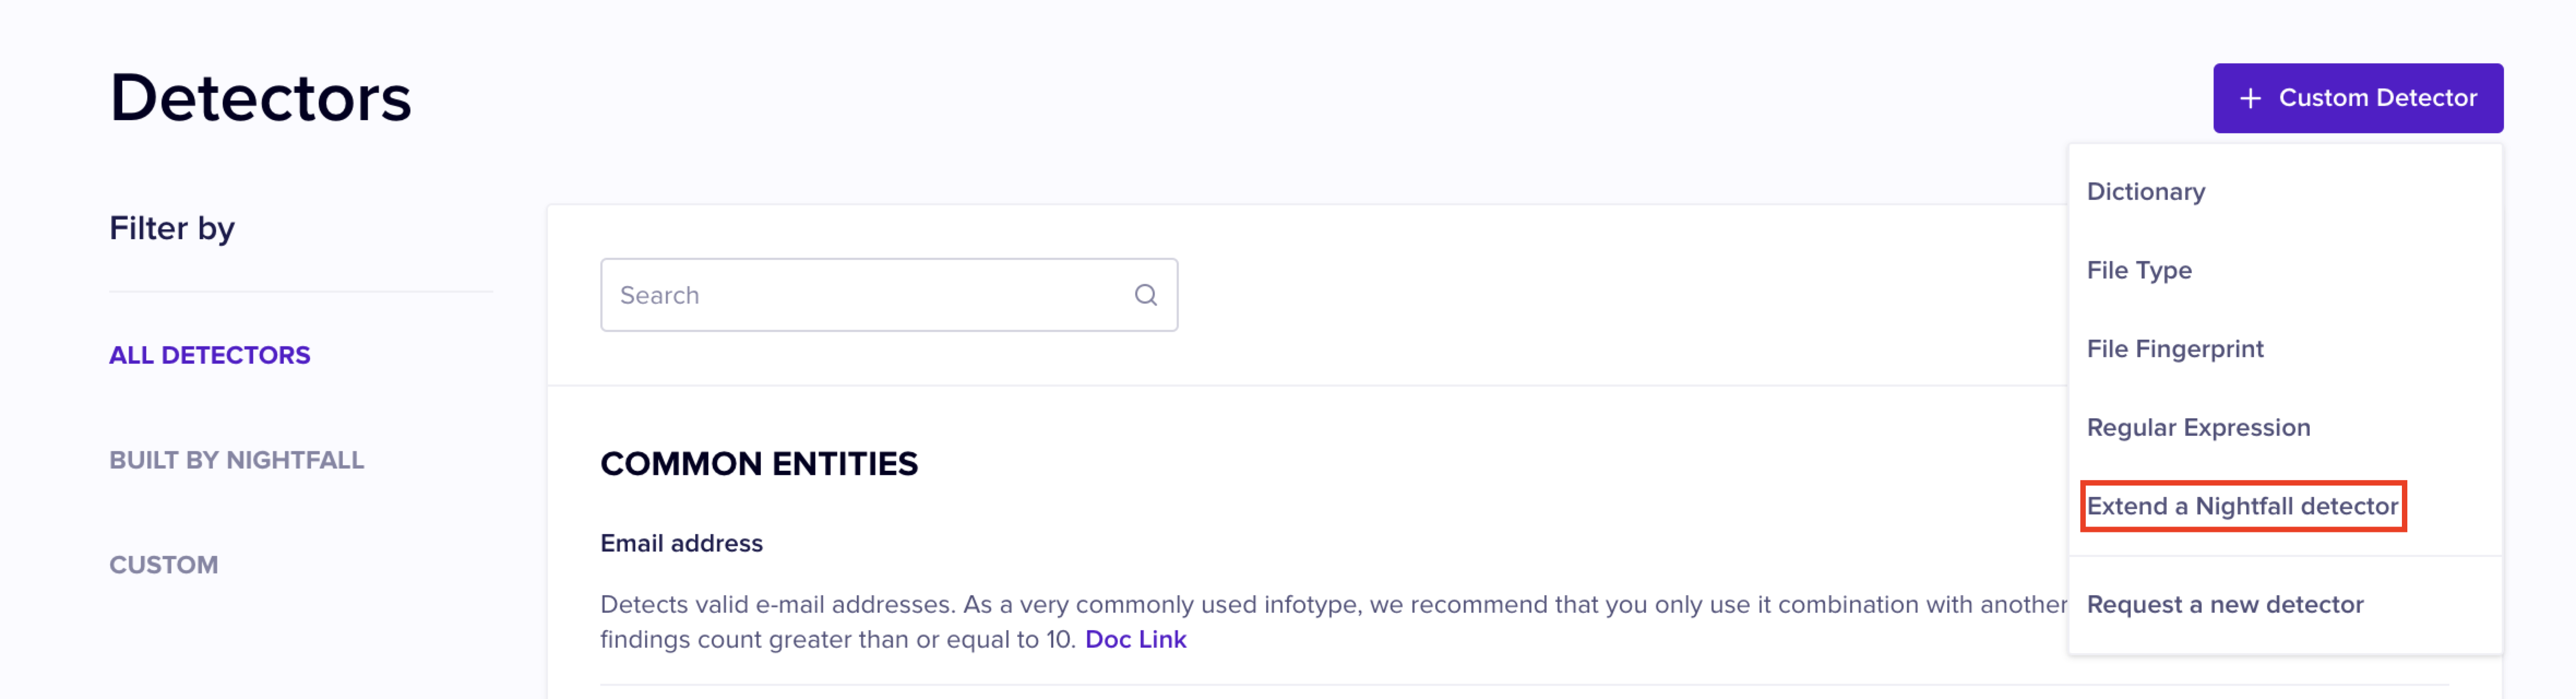 Detectors
+ Custom Detector
Dictionary
File Type
File Fingerprint
Regular Expression
Extend a Nightfall detector
Request a new detector
Filter by
ALL DETECTORS
BUILT BY NIGHTFALL
CUSTOM
Search
COMMON ENTITIES
Email address
Detects valid e-mail addresses. As a very commonly used infotype, we recommend that you only use it combination with another
findings count greater than or equal to 10. Doc Link